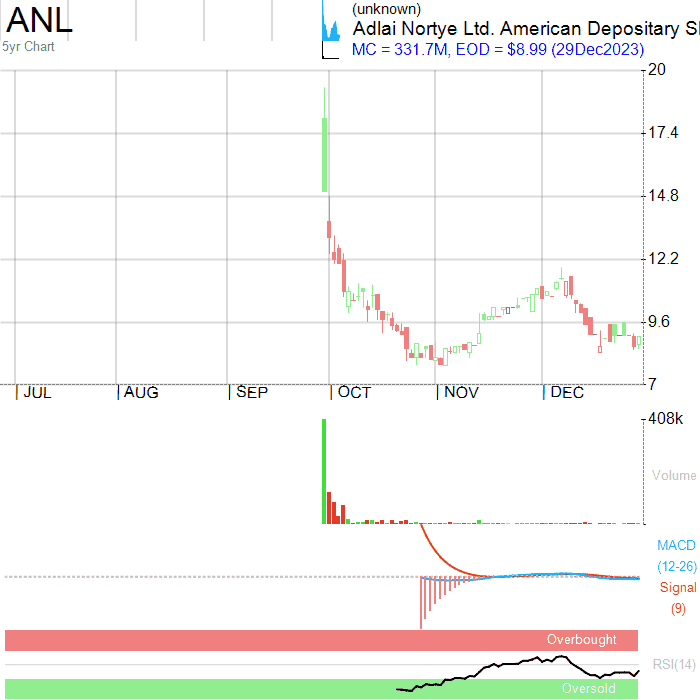 ANL
5yr Chart
(unknown)
Adlai Nortye Ltd. American Depositary S
MC = 331.7M, EOD = $8.99 (29Dec2023)
20
17.4
14.8
12.2
9.6
7
JUL AUG SEP OCT NOV DEC
408k
Volume
MACD
(12-26)
Signal
(9)
Overbought
RSI(14)
Oversold